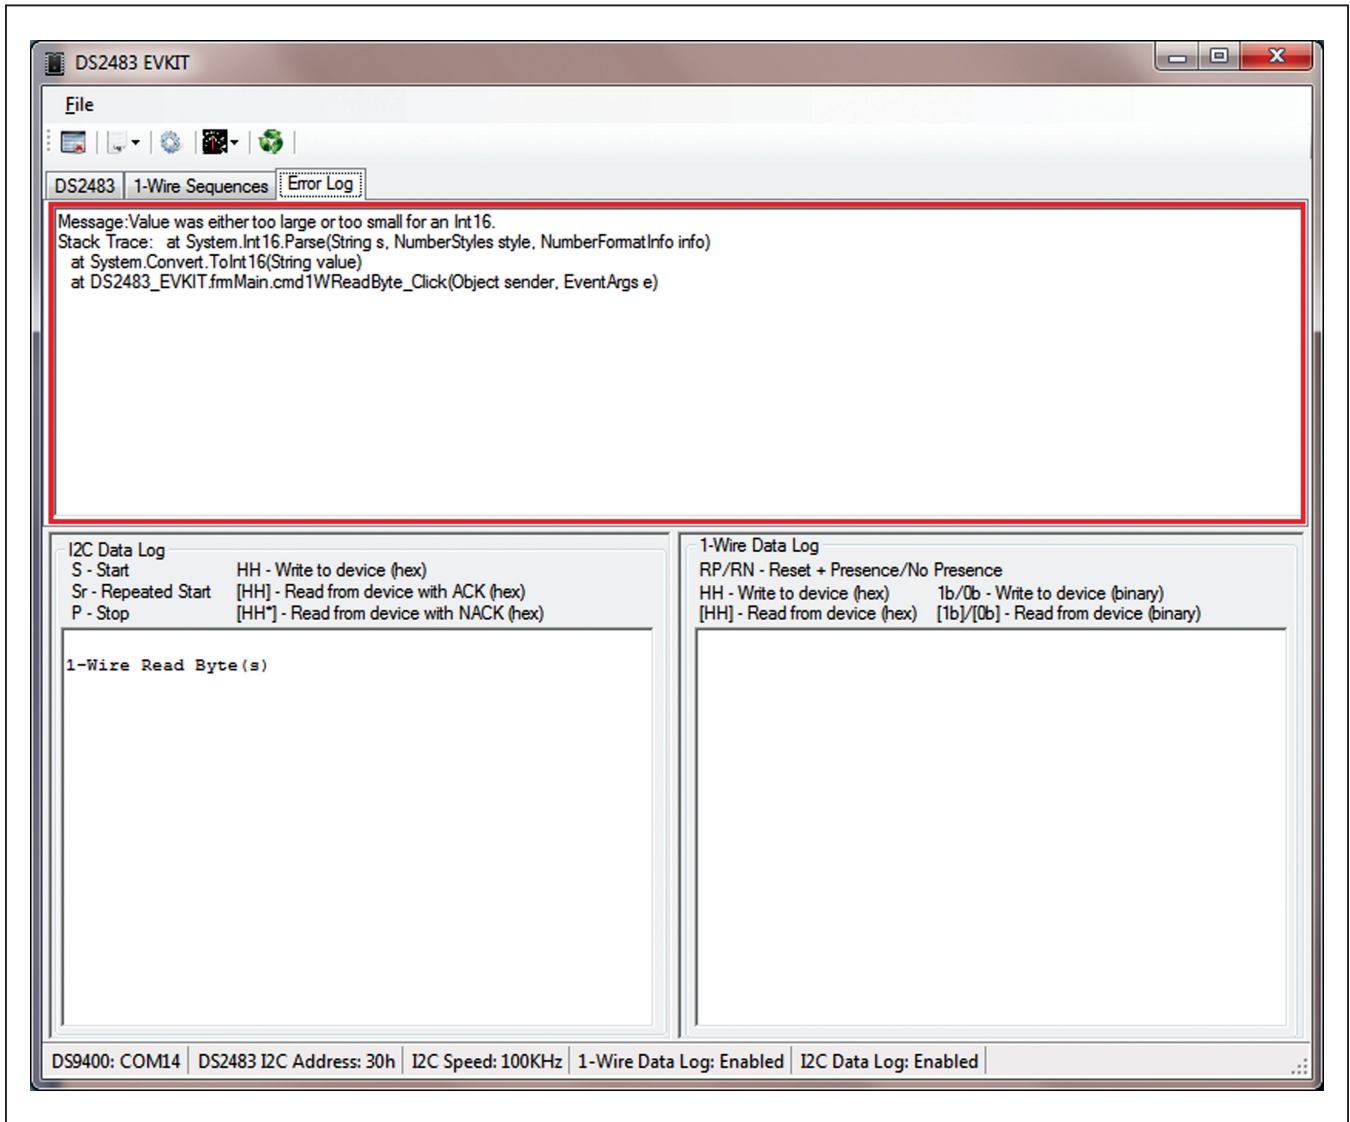 DS2483 EVKIT
File
DS2483 1-Wire Sequences Error Log
Message:Value was either too large or too small for an Int16.
Stack Trace: at System.Int16.Parse(String s, NumberStyles style, NumberFormatInfo info)
at System.Convert.ToInt16(String value)
at DS2483_EVKIT.frmMain.cmd1WReadByte_Click(Object sender, EventArgs e)
I2C Data Log
S - Start HH - Write to device (hex)
Sr - Repeated Start [HH] - Read from device with ACK (hex)
P - Stop [HH*] - Read from device with NACK (hex)
1-Wire Read Byte(s)
1-Wire Data Log
RP/RN - Reset + Presence/No Presence
HH - Write to device (hex) 1b/0b - Write to device (binary)
[HH] - Read from device (hex) [1b]/[0b] - Read from device (binary)
DS9400: COM14 DS2483 I2C Address: 30h I2C Speed: 100KHz 1-Wire Data Log: Enabled I2C Data Log: Enabled